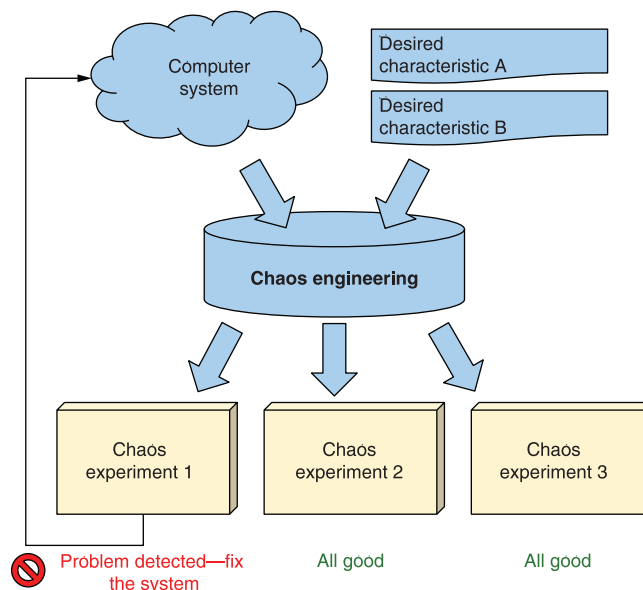 Computer
system
Desired
characteristic A
Desired
characteristic B
Chaos engineering
Chaos
experiment 1
Chaos
experiment 2
Chaos
experiment 3
Problem detected—fix
the system
All good
All good